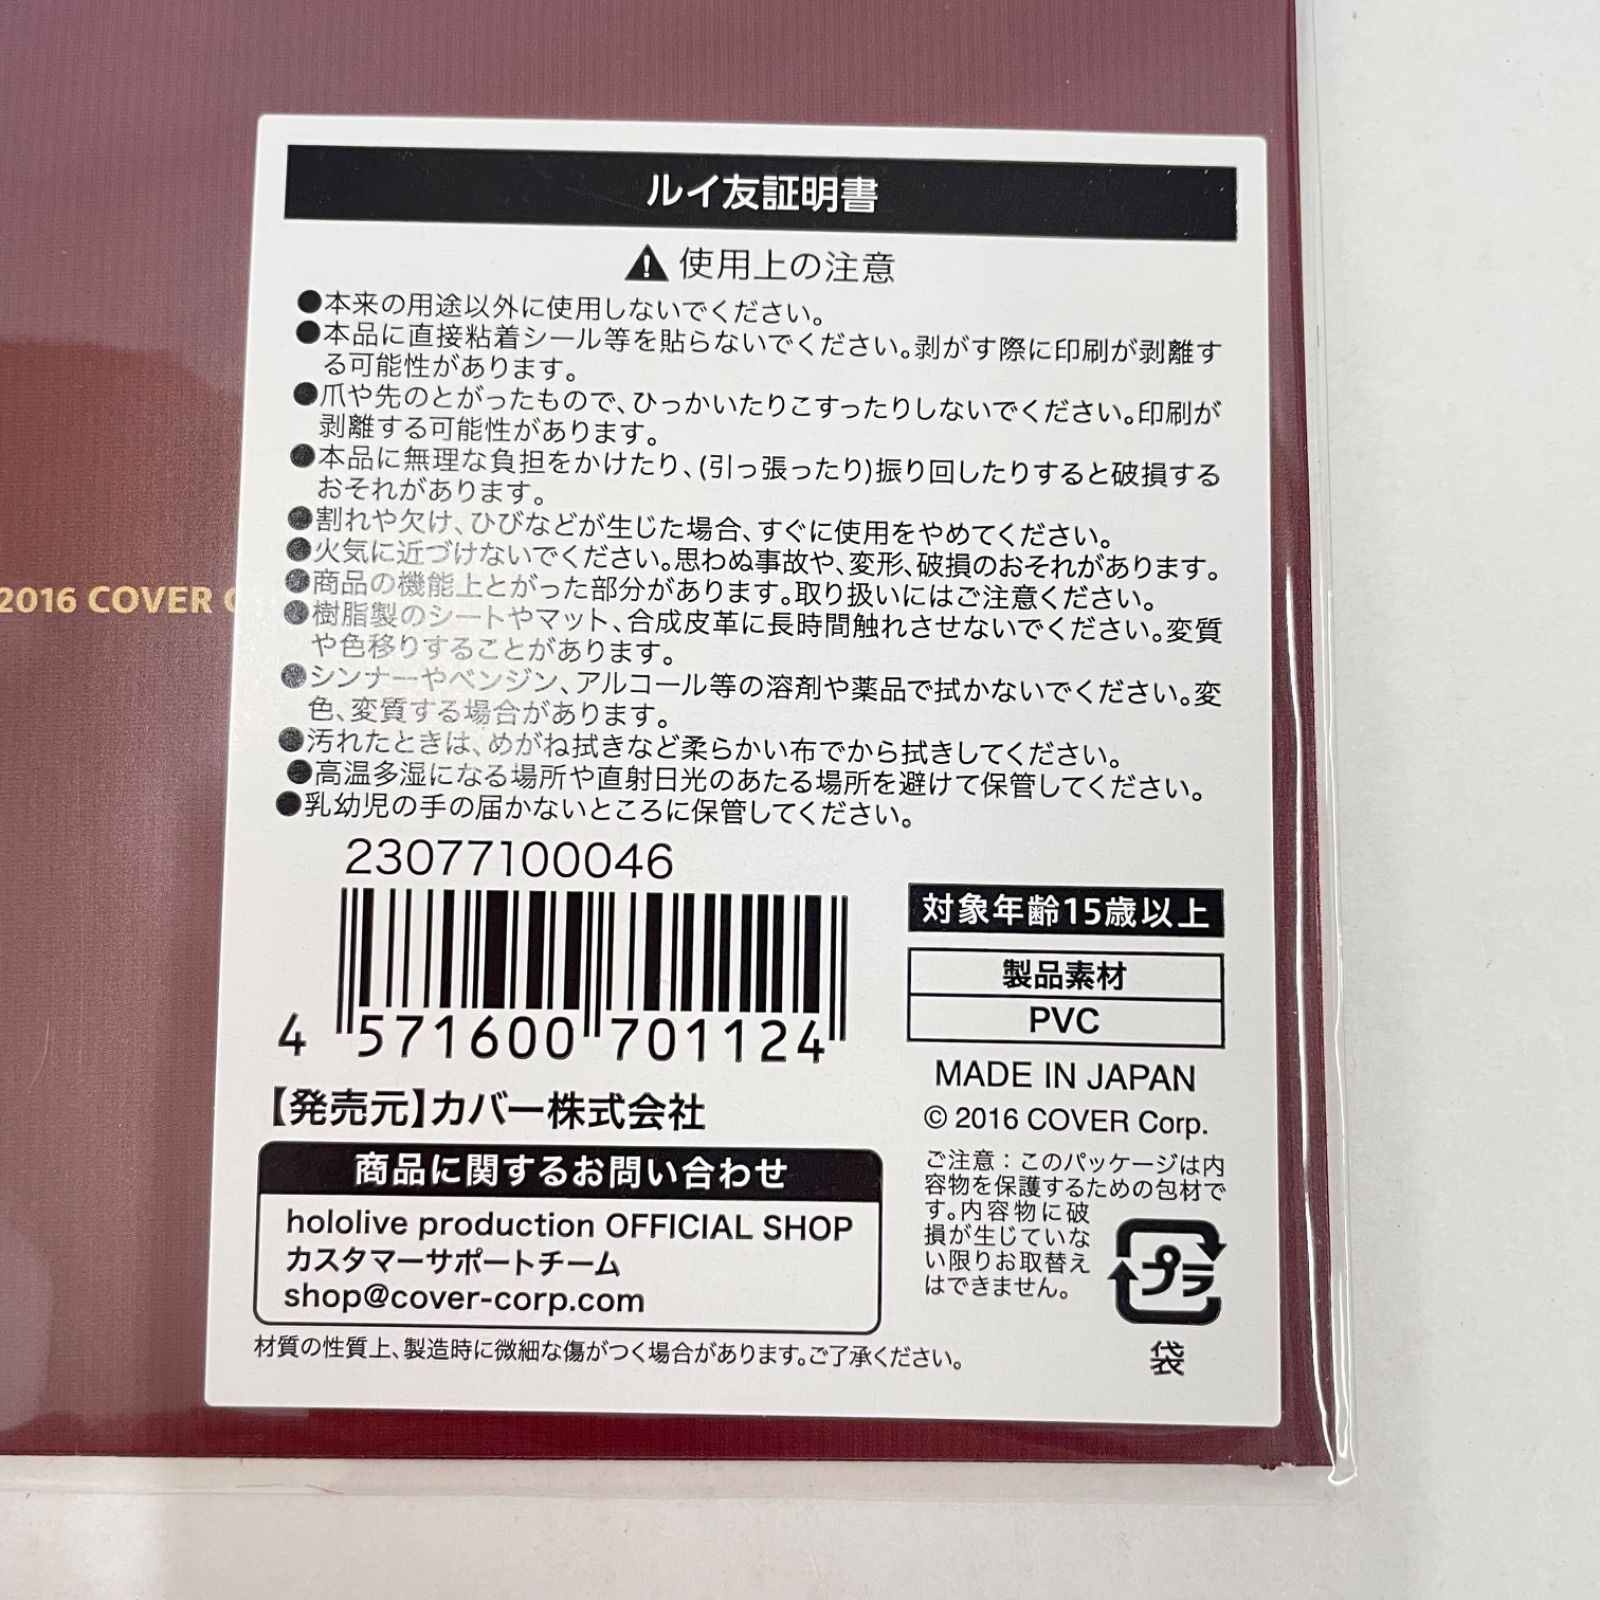 ルイ友証明書
使用上の注意
●本来の用途以外に使用しないでください。
●本品に直接粘着シール等を貼らないでください。剥がす際に印刷が剥離す
る可能性があります。
●爪や先のとがったもので、ひっかいたりこすったりしないでください。印刷が
剥離する可能性があります。
●本品に無理な負担をかけたり、(引っ張ったり)振り回したりすると破損する
おそれがあります。
●割れや欠け、ひびなどが生じた場合、すぐに使用をやめてください。
●火気に近づけないでください。思わぬ事故や、変形、破損のおそれがあります。
●商品の機能上とがった部分があります。取り扱いにはご注意ください。
●樹脂製のシートやマット、合成皮革に長時間触れさせないでください。変質
や色移りすることがあります。
●シンナーやベンジン、アルコール等の溶剤や薬品で拭かないでください。変
色、変質する場合があります。
●汚れたときは、めがね拭きなど柔らかい布でから拭きしてください。
●高温多湿になる場所や直射日光のあたる場所を避けて保管してください。
●乳幼児の手の届かないところに保管してください。
2016 COVER
23077100046
4 571600 701124
【発売元】カバー株式会社
商品に関するお問い合わせ
hololive production OFFICIAL SHOP
カスタマーサポートチーム
shop@cover-corp.com
材質の性質上、製造時に微細な傷がつく場合があります。ご了承ください。
対象年齢15歳以上
製品素材
PVC
MADE IN JAPAN
© 2016 COVER Corp.
ご注意：このパッケージは内
容物を保護するための包材で
す。内容物に破
損が生じていな
い限りお取替え
はできません。
プラ
袋